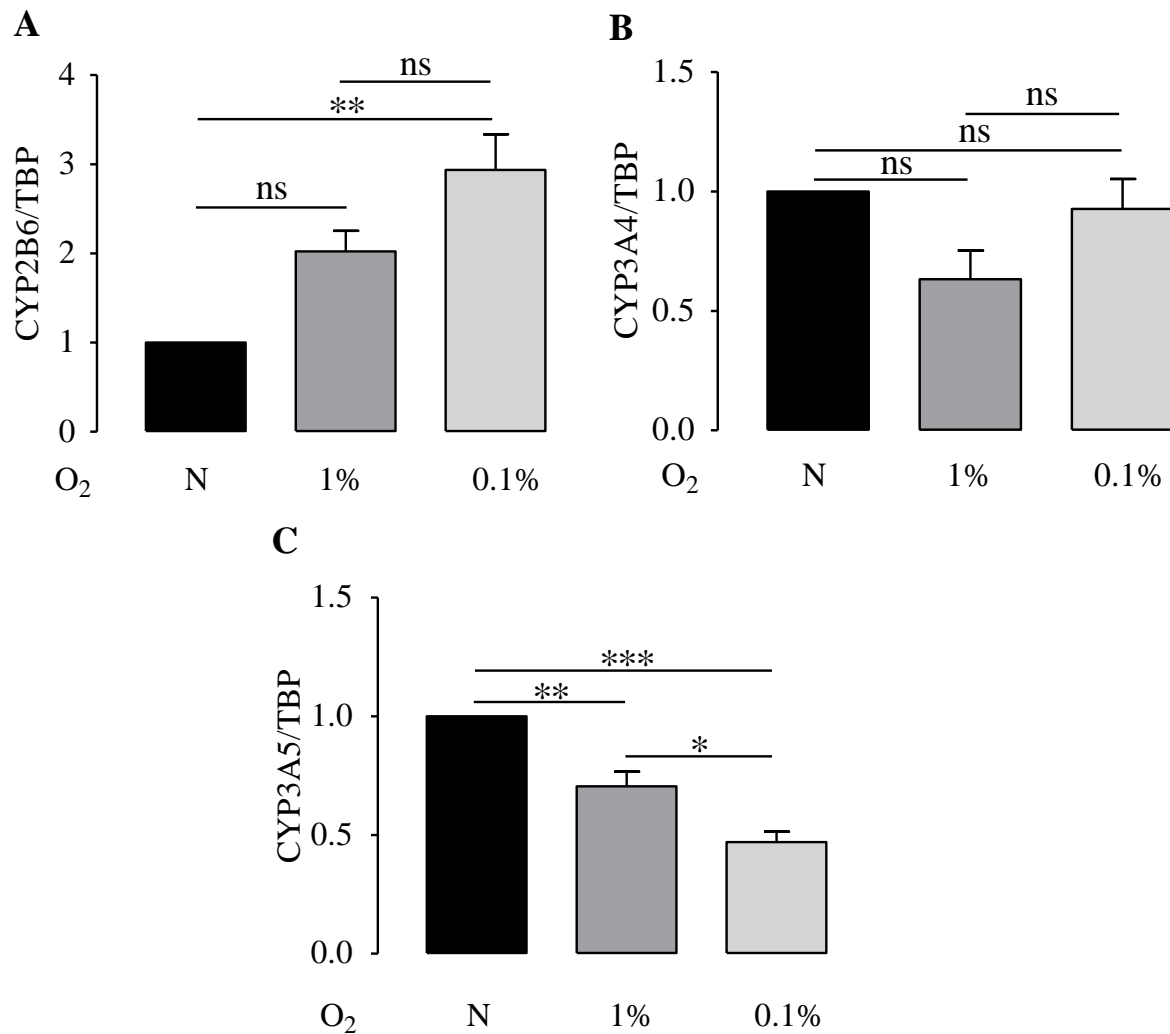 A
CYP2B6/TBP
4
3
2
1
0
ns
**
ns
O₂ N 1% 0.1%
B
CYP3A4/TBP
1.5
1.0
0.5
0.0
ns
ns
ns
O₂ N 1% 0.1%
C
CYP3A5/TBP
1.5
1.0
0.5
0.0
***
**
*
O₂ N 1% 0.1%